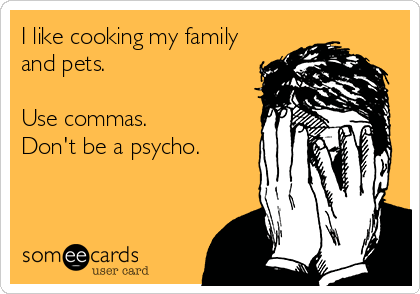 I like cooking my family
and pets.
Use commas.
Don't be a psycho.
someecards
user card